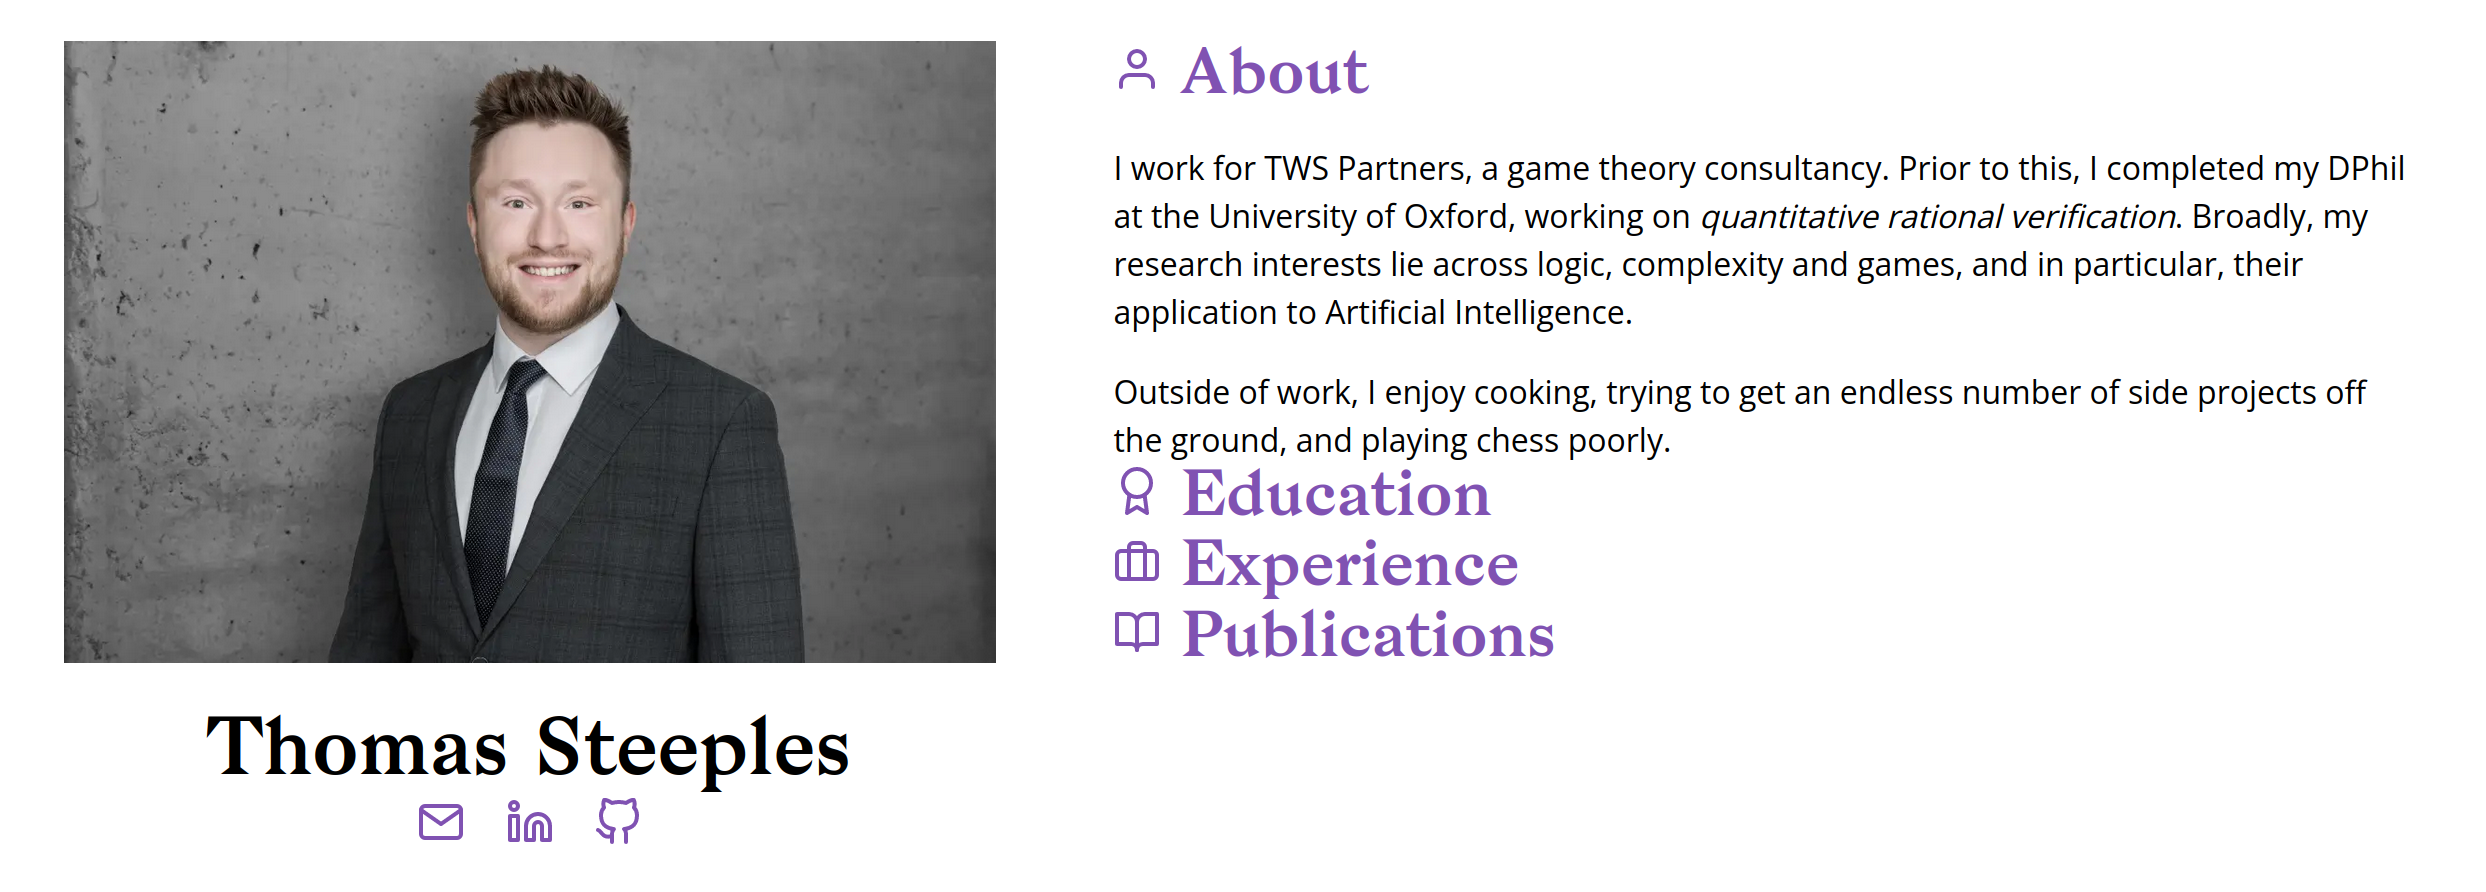 About
I work for TWS Partners, a game theory consultancy. Prior to this, I completed my DPhil
at the University of Oxford, working on quantitative rational verification. Broadly, my
research interests lie across logic, complexity and games, and in particular, their
application to Artificial Intelligence.
Outside of work, I enjoy cooking, trying to get an endless number of side projects off
the ground, and playing chess poorly.
Education
Experience
Publications
Thomas Steeples